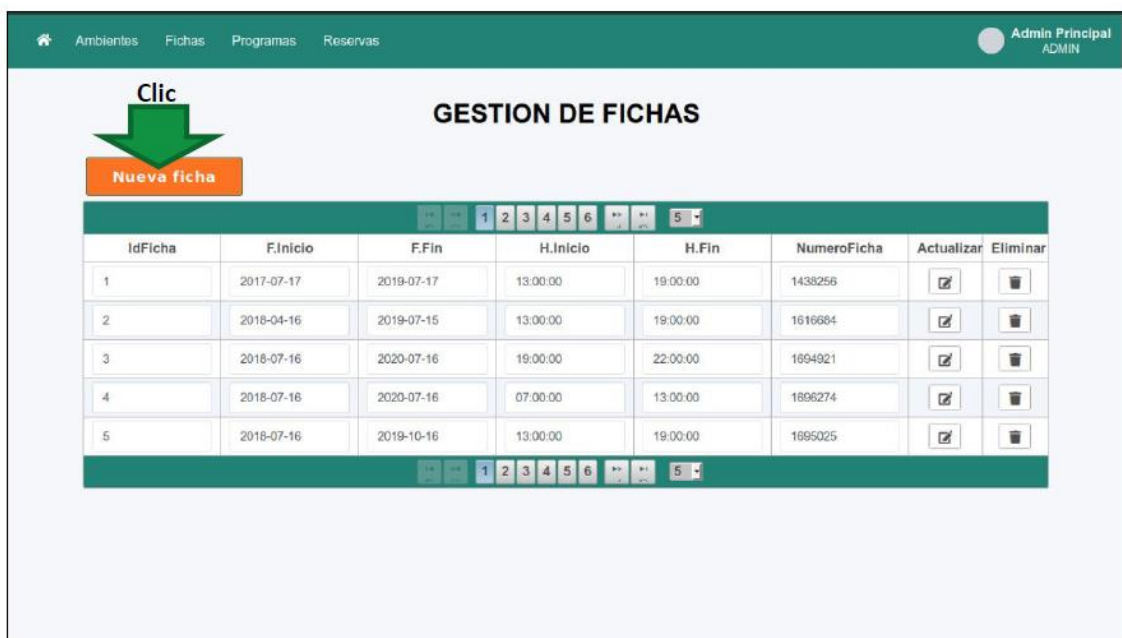 Ambientes Fichas Programas Reservas
Admin Principal
ADMIN
Clic
GESTION DE FICHAS
Nueva ficha
1 2 3 4 5 6 5
IdFicha F.Inicio F.Fin H.Inicio H.Fin NumeroFicha Actualizar Eliminar
1 2017-07-17 2019-07-17 13:00:00 19:00:00 1438256
2 2018-04-16 2019-07-15 13:00:00 19:00:00 1616684
3 2018-07-16 2020-07-16 19:00:00 22:00:00 1694921
4 2018-07-16 2020-07-16 07:00:00 13:00:00 1696274
5 2018-07-16 2019-10-16 13:00:00 19:00:00 1695025
1 2 3 4 5 6 5